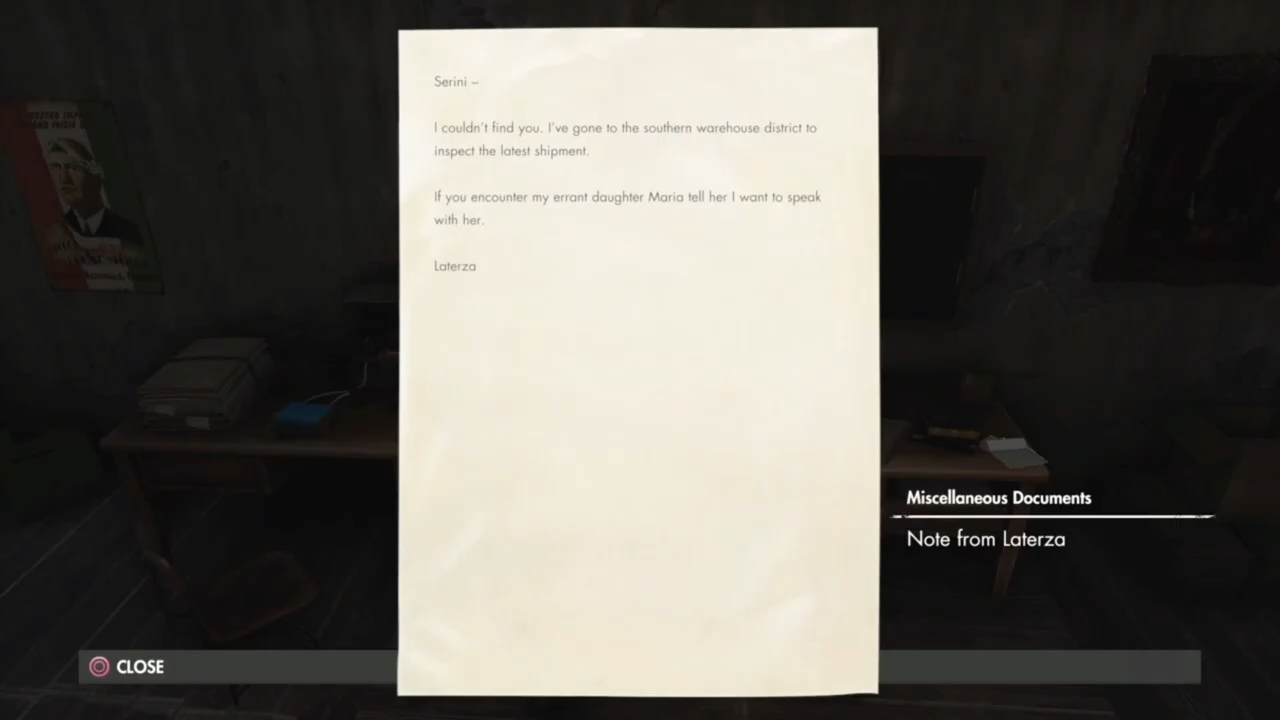 Serini –
I couldn't find you. I've gone to the southern warehouse district to
inspect the latest shipment.
If you encounter my errant daughter Maria tell her I want to speak
with her.
Laterza
Miscellaneous Documents
Note from Laterza
CLOSE